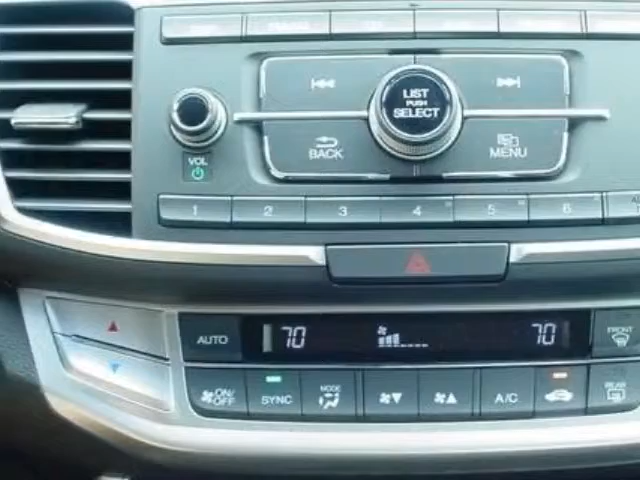 LIST
PUSH
SELECT
VOL
BACK
MENU
1 2 3 4 5 6
AUTO 70 70 FRONT
ON/
OFF
SYNC
MODE
A/C
REAR